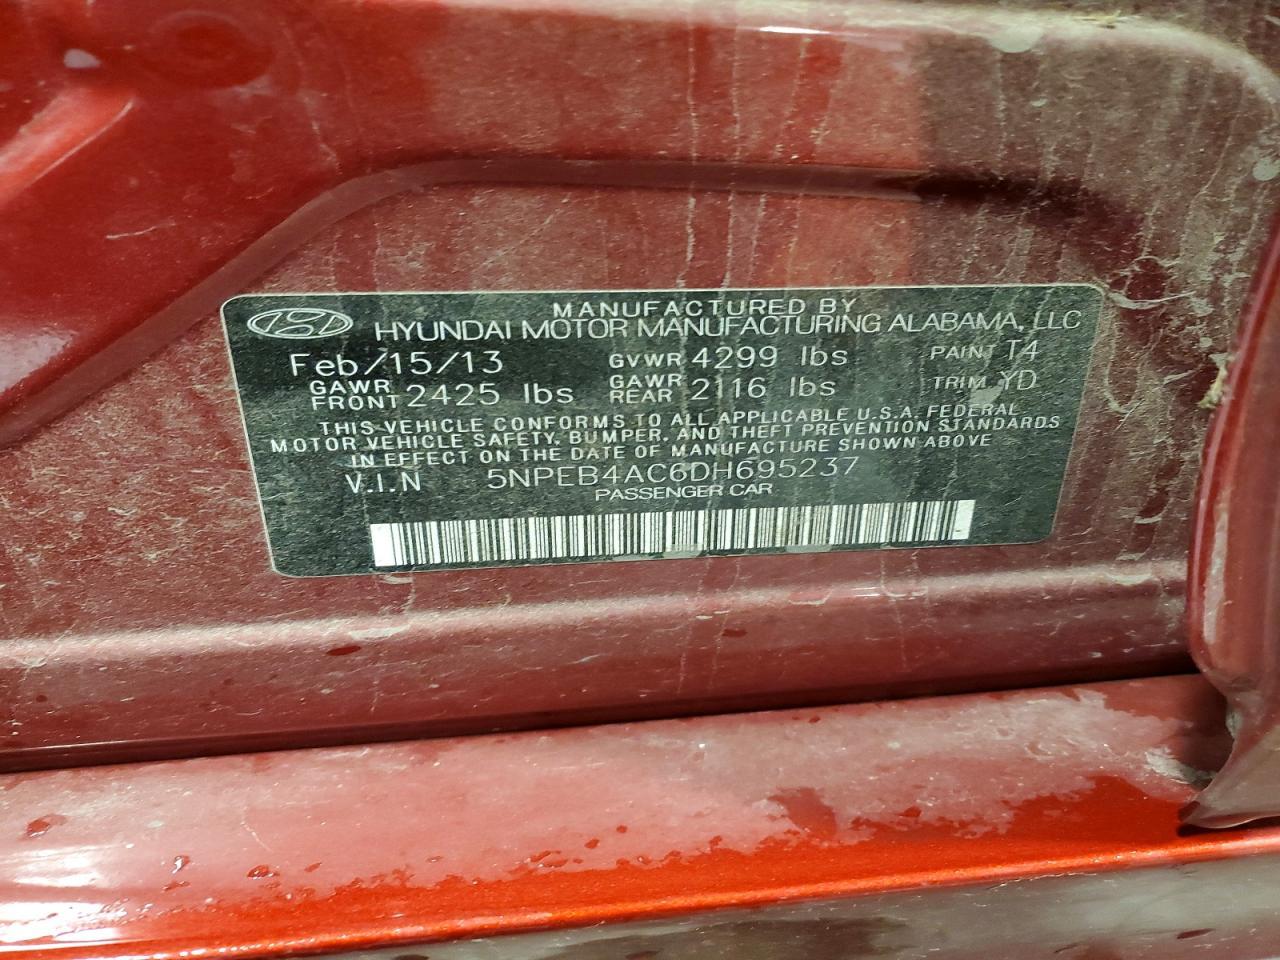 MANUFACTURED BY
HYUNDAI MOTOR MANUFACTURING ALABAMA, LLC
Feb/15/13 GVWR 4299 lbs PAINT T4
GAWR FRONT 2425 lbs GAWR REAR 2116 lbs TRIM YD
THIS VEHICLE CONFORMS TO ALL APPLICABLE U.S.A. FEDERAL
MOTOR VEHICLE SAFETY, BUMPER, AND THEFT PREVENTION STANDARDS
IN EFFECT ON THE DATE OF MANUFACTURE SHOWN ABOVE
V.I.N 5NPEB4AC6DH695237
PASSENGER CAR